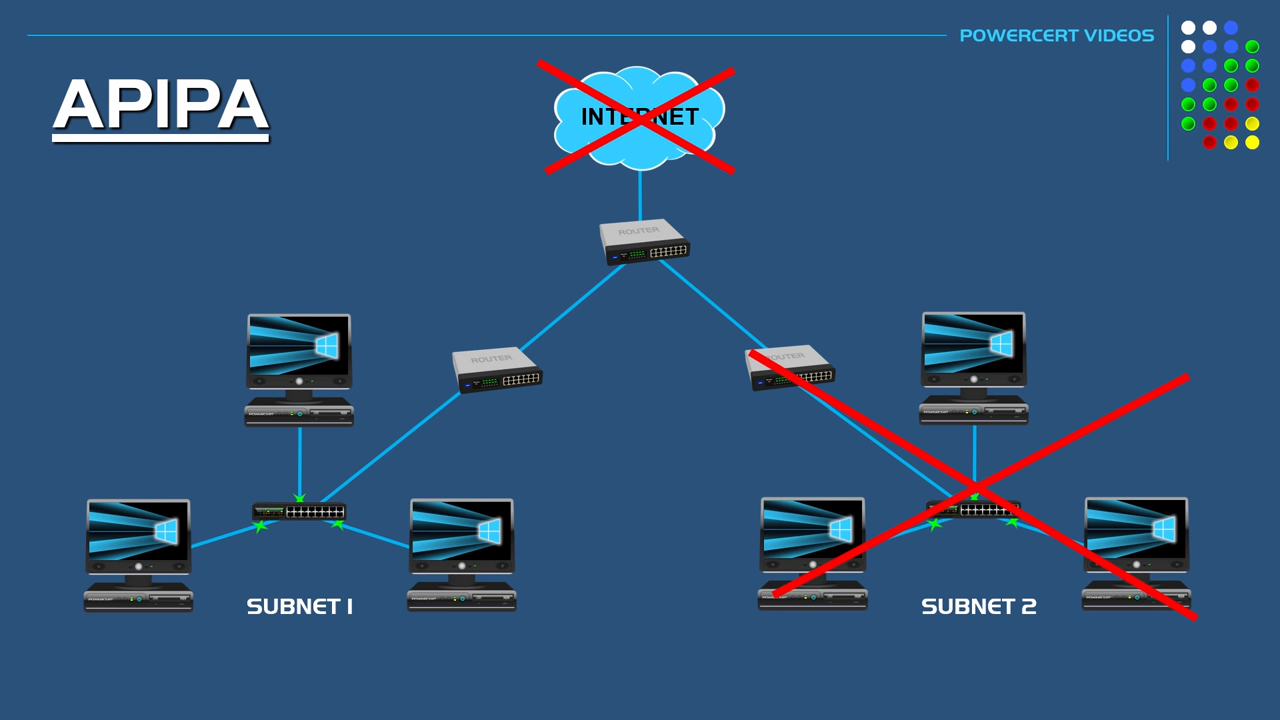 POWERCERT VIDEOS
APIPA
INTERNET
ROUTER
ROUTER
ROUTER
SUBNET 1
SUBNET 2